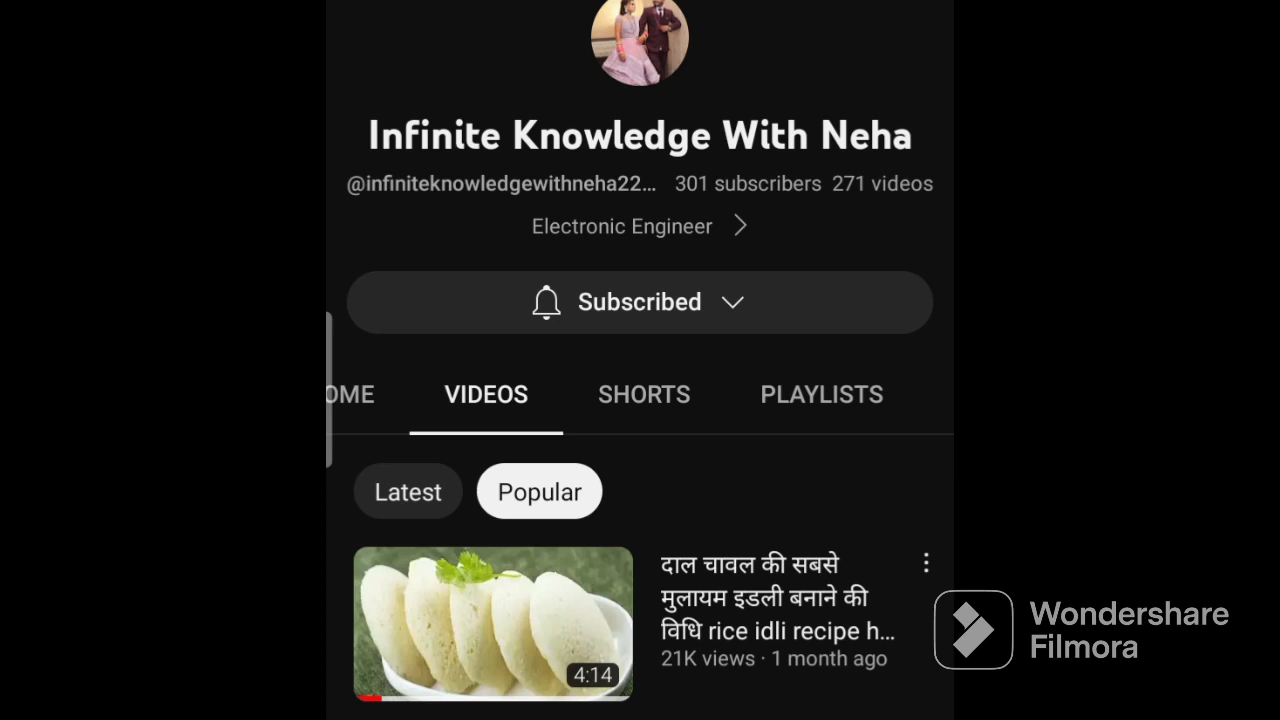 Infinite Knowledge With Neha
@infiniteknowledgewithneha22... 301 subscribers 271 videos
Electronic Engineer
Subscribed
OME VIDEOS SHORTS PLAYLISTS
Latest Popular
दाल चावल की सबसे
मुलायम इडली बनाने की
विधि rice idli recipe h...
21K views · 1 month ago
4:14
Wondershare
Filmora